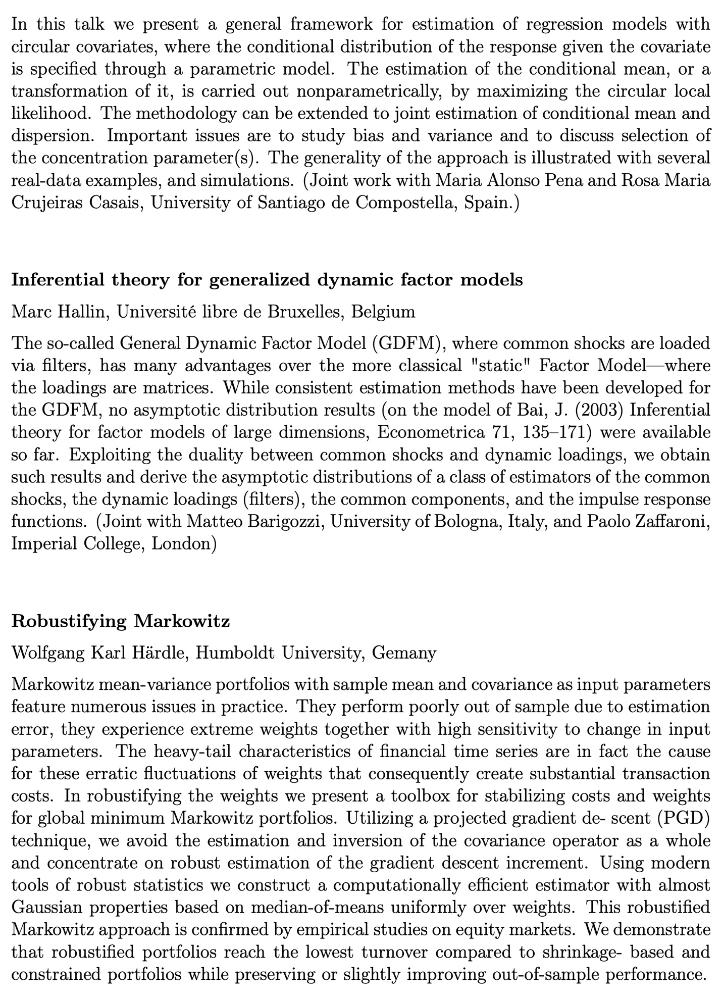 In this talk we present a general framework for estimation of regression models with
circular covariates, where the conditional distribution of the response given the covariate
is specified through a parametric model. The estimation of the conditional mean, or a
transformation of it, is carried out nonparametrically, by maximizing the circular local
likelihood. The methodology can be extended to joint estimation of conditional mean and
dispersion. Important issues are to study bias and variance and to discuss selection of
the concentration parameter(s). The generality of the approach is illustrated with several
real-data examples, and simulations. (Joint work with Maria Alonso Pena and Rosa Maria
Crujeiras Casais, University of Santiago de Compostella, Spain.)
Inferential theory for generalized dynamic factor models
Marc Hallin, Université libre de Bruxelles, Belgium
The so-called General Dynamic Factor Model (GDFM), where common shocks are loaded
via filters, has many advantages over the more classical "static" Factor Model—where
the loadings are matrices. While consistent estimation methods have been developed for
the GDFM, no asymptotic distribution results (on the model of Bai, J. (2003) Inferential
theory for factor models of large dimensions, Econometrica 71, 135–171) were available
so far. Exploiting the duality between common shocks and dynamic loadings, we obtain
such results and derive the asymptotic distributions of a class of estimators of the common
shocks, the dynamic loadings (filters), the common components, and the impulse response
functions. (Joint with Matteo Barigozzi, University of Bologna, Italy, and Paolo Zaffaroni,
Imperial College, London)
Robustifying Markowitz
Wolfgang Karl Härdle, Humboldt University, Gemany
Markowitz mean-variance portfolios with sample mean and covariance as input parameters
feature numerous issues in practice. They perform poorly out of sample due to estimation
error, they experience extreme weights together with high sensitivity to change in input
parameters. The heavy-tail characteristics of financial time series are in fact the cause
for these erratic fluctuations of weights that consequently create substantial transaction
costs. In robustifying the weights we present a toolbox for stabilizing costs and weights
for global minimum Markowitz portfolios. Utilizing a projected gradient de- scent (PGD)
technique, we avoid the estimation and inversion of the covariance operator as a whole
and concentrate on robust estimation of the gradient descent increment. Using modern
tools of robust statistics we construct a computationally efficient estimator with almost
Gaussian properties based on median-of-means uniformly over weights. This robustified
Markowitz approach is confirmed by empirical studies on equity markets. We demonstrate
that robustified portfolios reach the lowest turnover compared to shrinkage- based and
constrained portfolios while preserving or slightly improving out-of-sample performance.